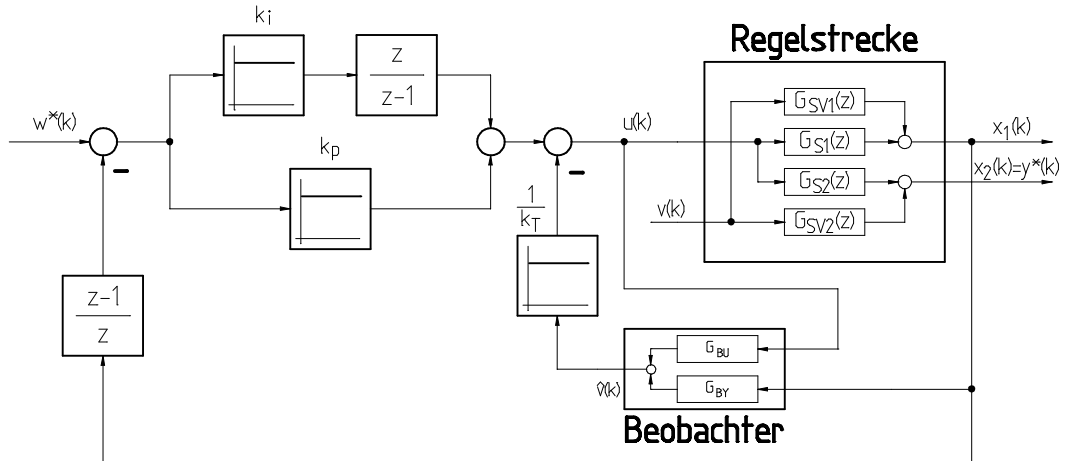 k_i
Regelstrecke
z
z-1
G_SV1(z)
w*(k)
u(k)
G_S1(z)
x_1(k)
k_p
G_S2(z)
x_2(k)=y*(k)
1
k_T
v(k)
G_SV2(z)
z-1
z
G_BU
v̂(k)
G_BY
Beobachter